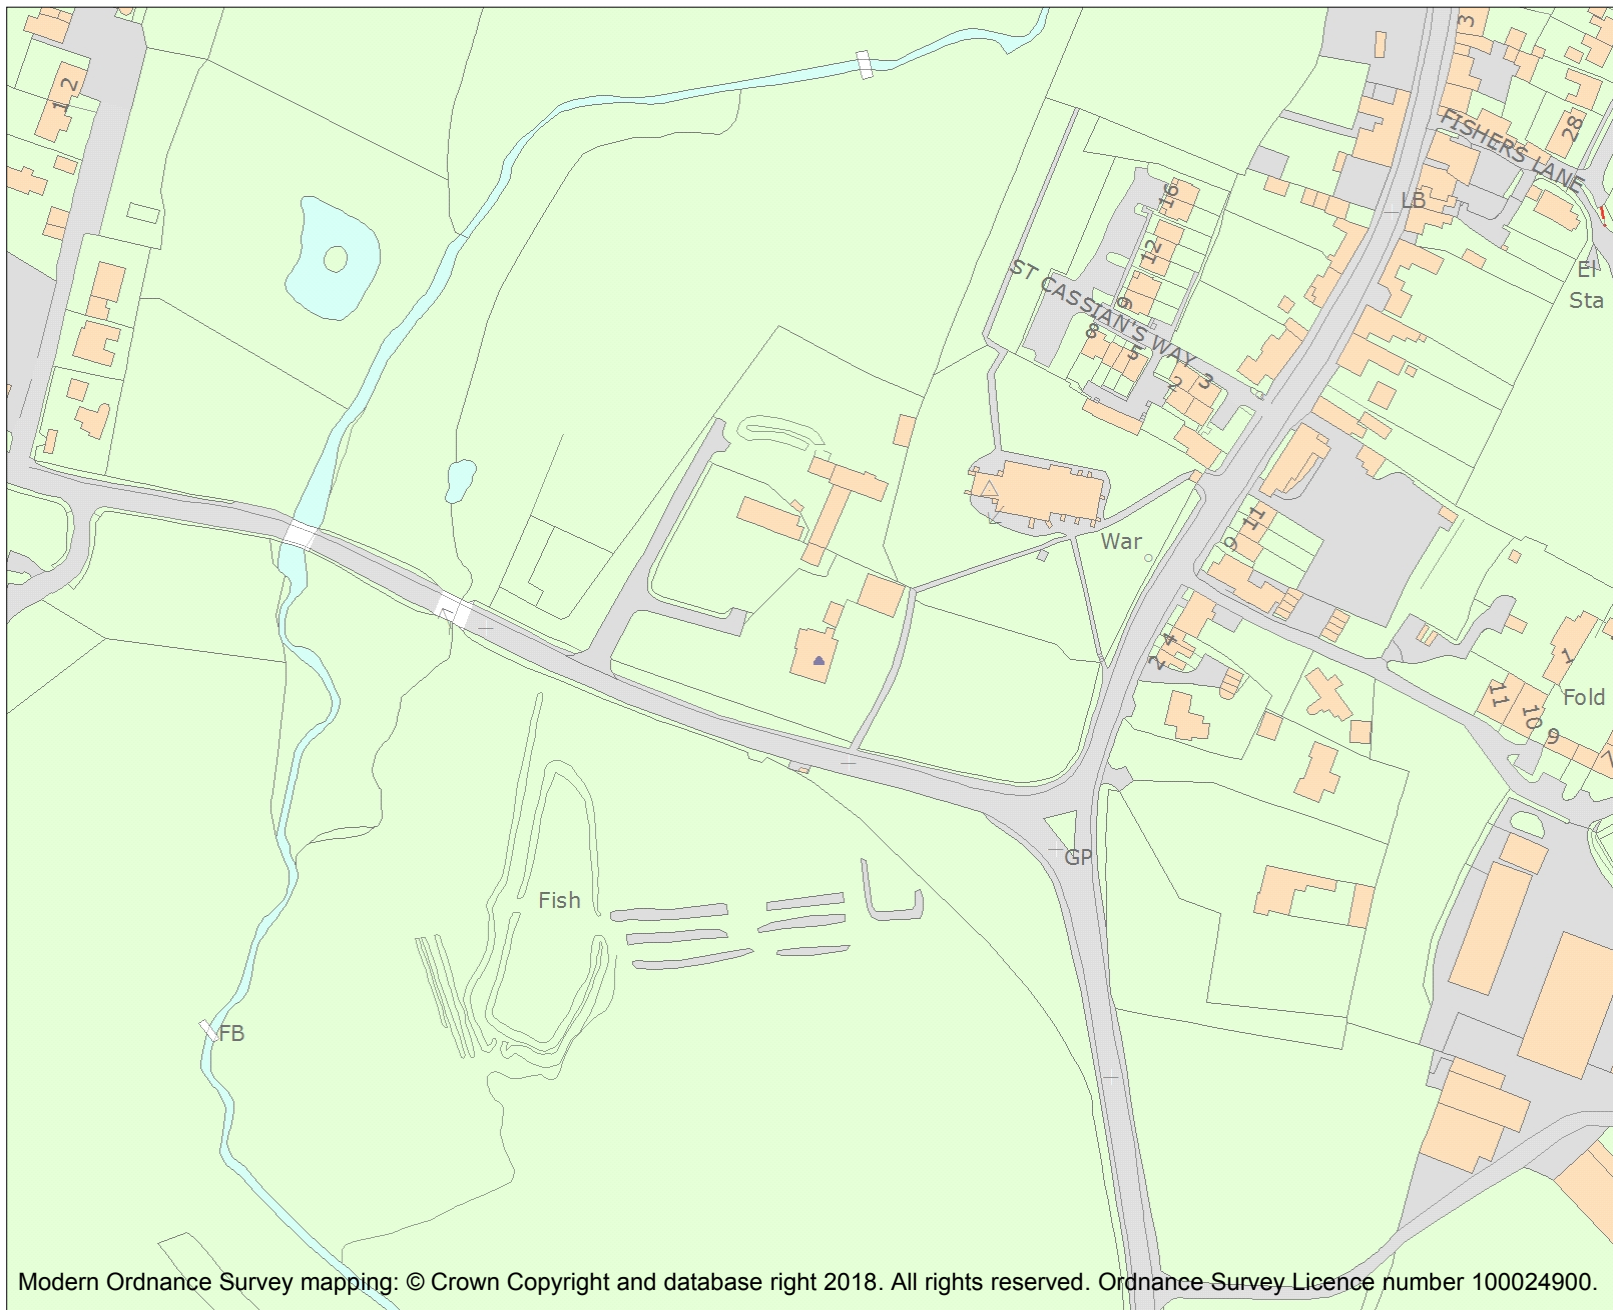 1 2
3
28
FISHERS LANE
LB
El
Sta
16
12
9
ST CASSIAN'S WAY
8
5
3
2
War
11
9
4
2
1
Fold
11
10
9
7
GP
Fish
FB
Modern Ordnance Survey mapping: © Crown Copyright and database right 2018. All rights reserved. Ordnance Survey Licence number 100024900.